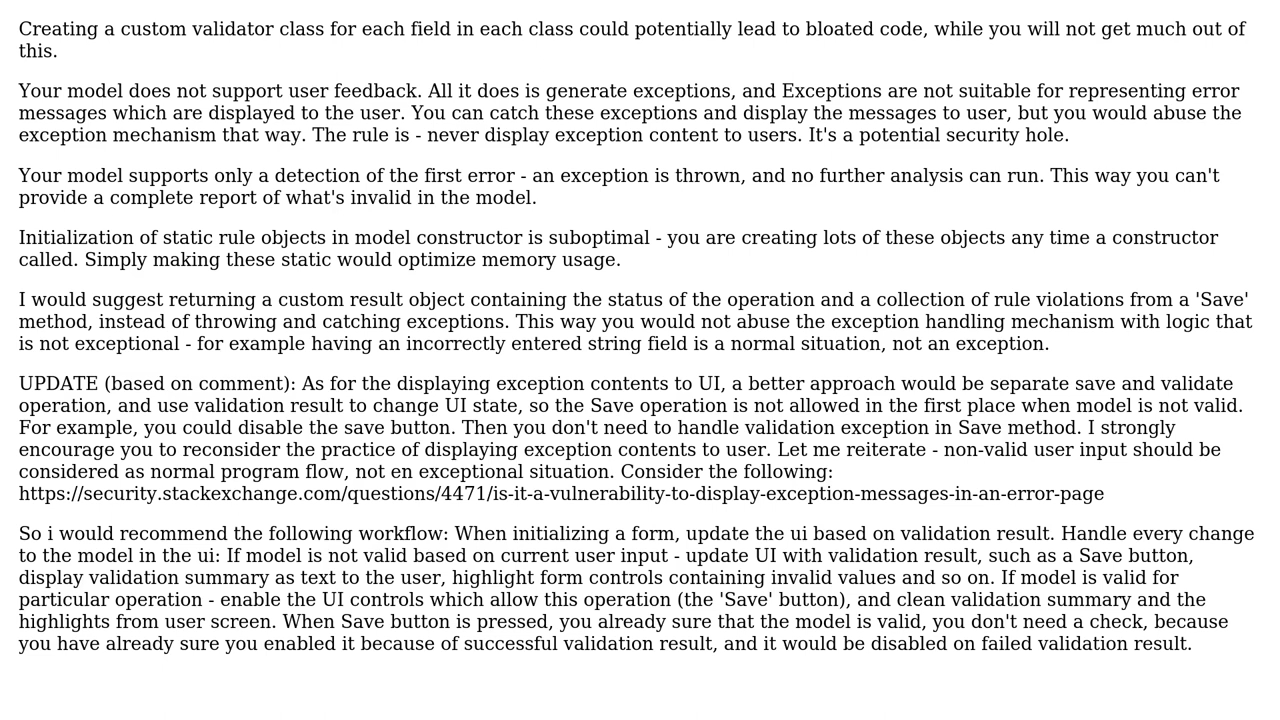 Creating a custom validator class for each field in each class could potentially lead to bloated code, while you will not get much out of
this.
Your model does not support user feedback. All it does is generate exceptions, and Exceptions are not suitable for representing error
messages which are displayed to the user. You can catch these exceptions and display the messages to user, but you would abuse the
exception mechanism that way. The rule is - never display exception content to users. It's a potential security hole.
Your model supports only a detection of the first error - an exception is thrown, and no further analysis can run. This way you can't
provide a complete report of what's invalid in the model.
Initialization of static rule objects in model constructor is suboptimal - you are creating lots of these objects any time a constructor
called. Simply making these static would optimize memory usage.
I would suggest returning a custom result object containing the status of the operation and a collection of rule violations from a 'Save'
method, instead of throwing and catching exceptions. This way you would not abuse the exception handling mechanism with logic that
is not exceptional - for example having an incorrectly entered string field is a normal situation, not an exception.
UPDATE (based on comment): As for the displaying exception contents to UI, a better approach would be separate save and validate
operation, and use validation result to change UI state, so the Save operation is not allowed in the first place when model is not valid.
For example, you could disable the save button. Then you don't need to handle validation exception in Save method. I strongly
encourage you to reconsider the practice of displaying exception contents to user. Let me reiterate - non-valid user input should be
considered as normal program flow, not en exceptional situation. Consider the following:
https://security.stackexchange.com/questions/4471/is-it-a-vulnerability-to-display-exception-messages-in-an-error-page
So i would recommend the following workflow: When initializing a form, update the ui based on validation result. Handle every change
to the model in the ui: If model is not valid based on current user input - update UI with validation result, such as a Save button,
display validation summary as text to the user, highlight form controls containing invalid values and so on. If model is valid for
particular operation - enable the UI controls which allow this operation (the 'Save' button), and clean validation summary and the
highlights from user screen. When Save button is pressed, you already sure that the model is valid, you don't need a check, because
you have already sure you enabled it because of successful validation result, and it would be disabled on failed validation result.